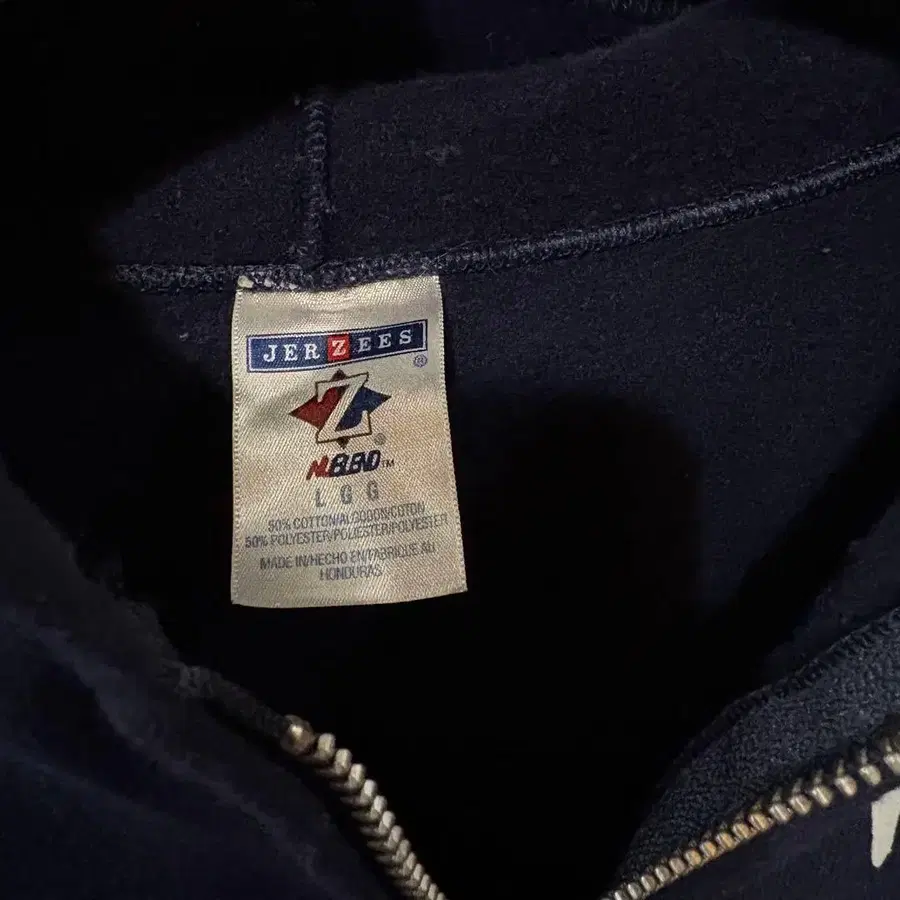 JERZEES®
Z®
NUBLEND™
L G G
50% COTTON/ALGODON/COTON
50% POLYESTER/POLIESTER/POLYESTER
MADE IN/HECHO EN/FABRIQUE AU
HONDURAS